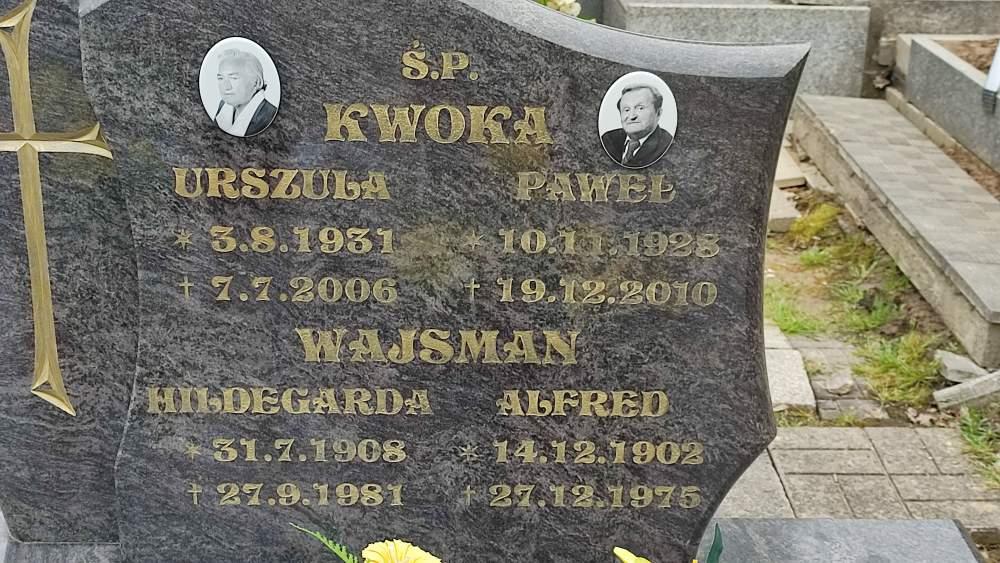 Ś.P.
KWOKA
URSZULA PAWEŁ
* 3.8.1931 * 10.11.1928
† 7.7.2006 † 19.12.2010
WAJSMAN
HILDEGARDA ALFRED
* 31.7.1908 * 14.12.1902
† 27.9.1981 † 27.12.1975